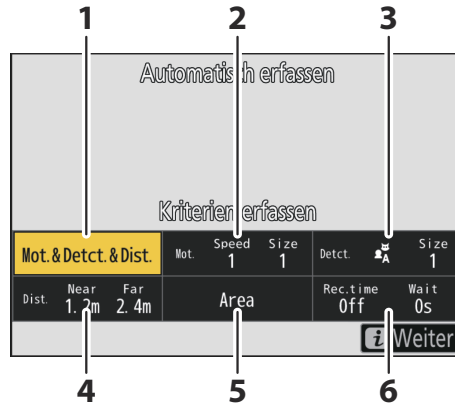 1 2 3
Automatisch erfassen
Kriterien erfassen
Mot. & Detct. & Dist. Mot. Speed 1 Size 1 Detct. A Size 1
Dist. Near 1. 2m Far 2. 4m Area Rec.time Off Wait 0s
i Weiter
4 5 6